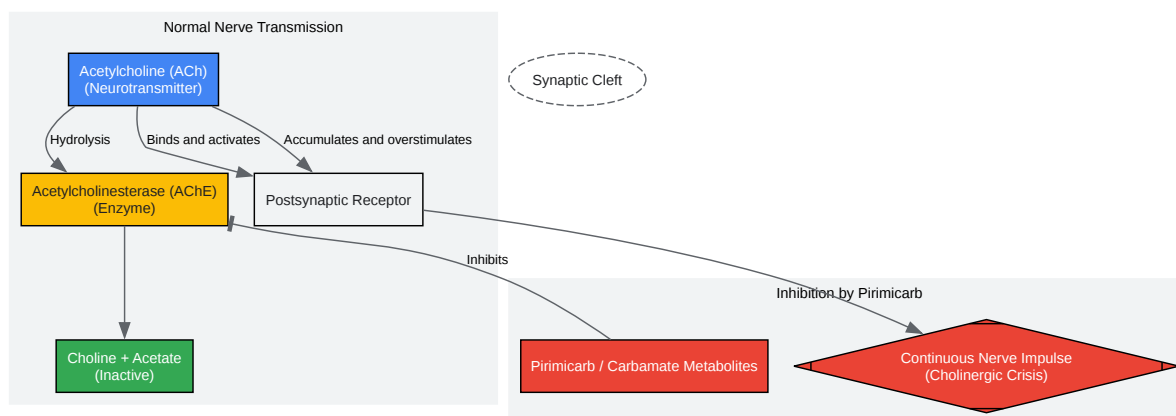 Normal Nerve Transmission
Acetylcholine (ACh)
(Neurotransmitter)
Synaptic Cleft
Hydrolysis
Binds and activates
Accumulates and overstimulates
Acetylcholinesterase (AChE)
(Enzyme)
Postsynaptic Receptor
Inhibits
Inhibition by Pirimicarb
Choline + Acetate
(Inactive)
Pirimicarb / Carbamate Metabolites
Continuous Nerve Impulse
(Cholinergic Crisis)